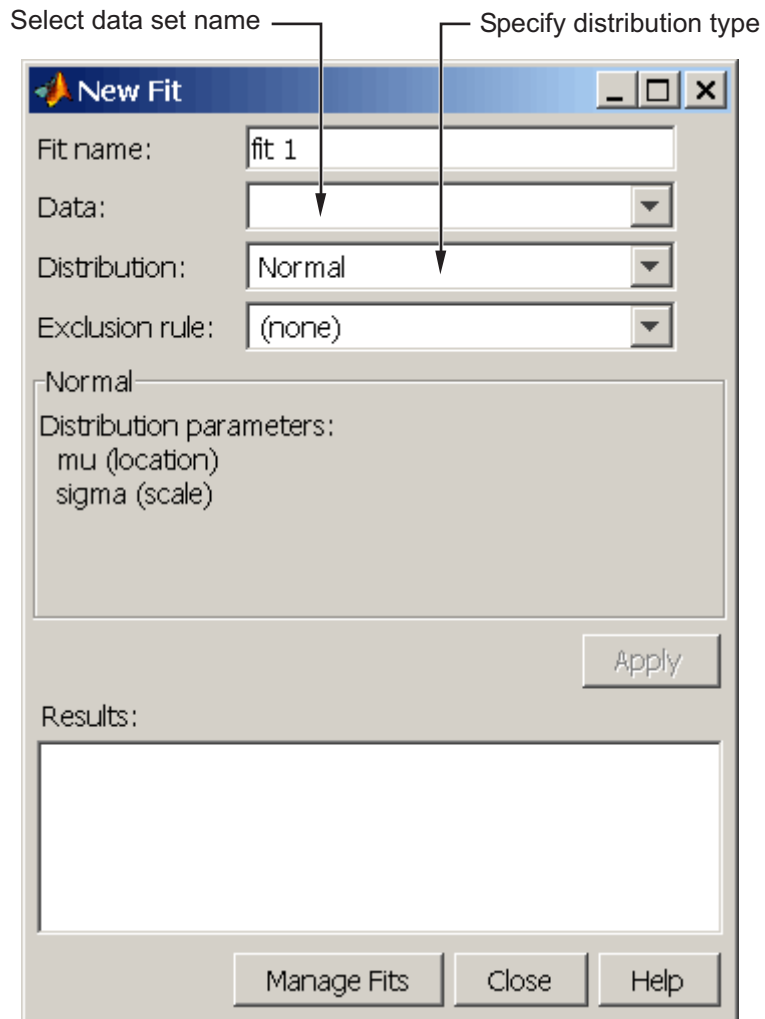 Select data set name Specify distribution type
New Fit
Fit name: fit 1
Data:
Distribution: Normal
Exclusion rule: (none)
Normal
Distribution parameters:
mu (location)
sigma (scale)
Apply
Results:
Manage Fits Close Help